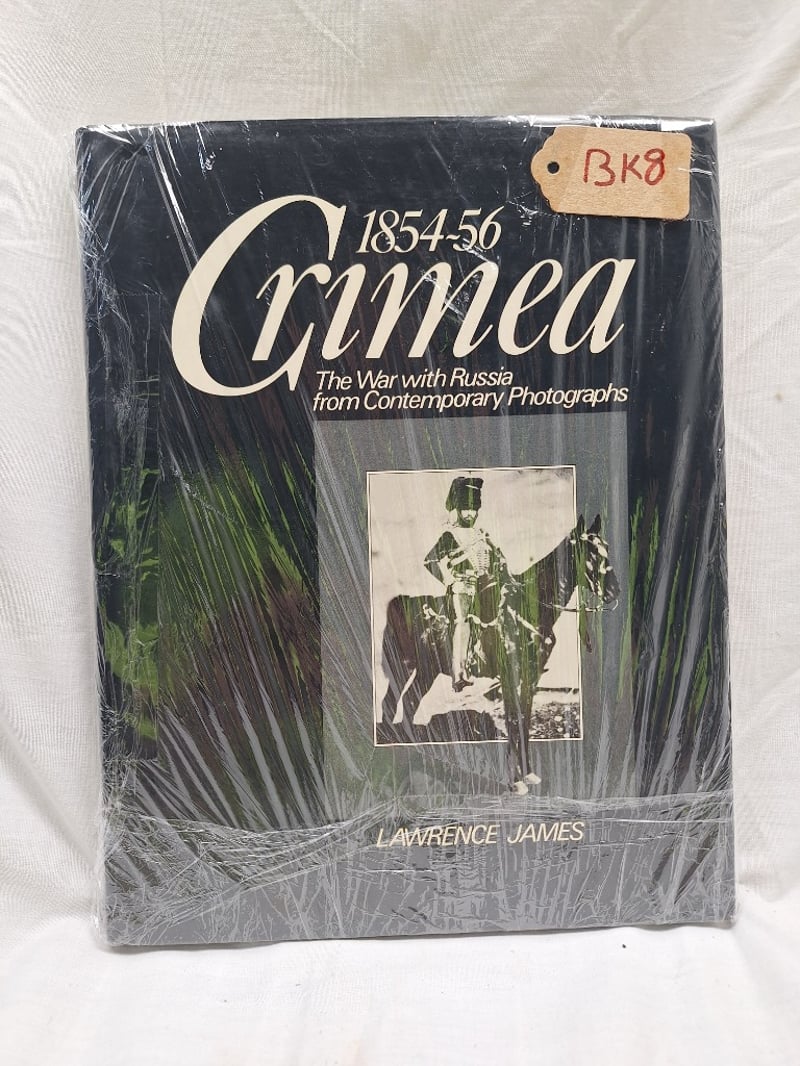 BK8
1854-56
Crimea
The War with Russia
from Contemporary Photographs
LAWRENCE JAMES